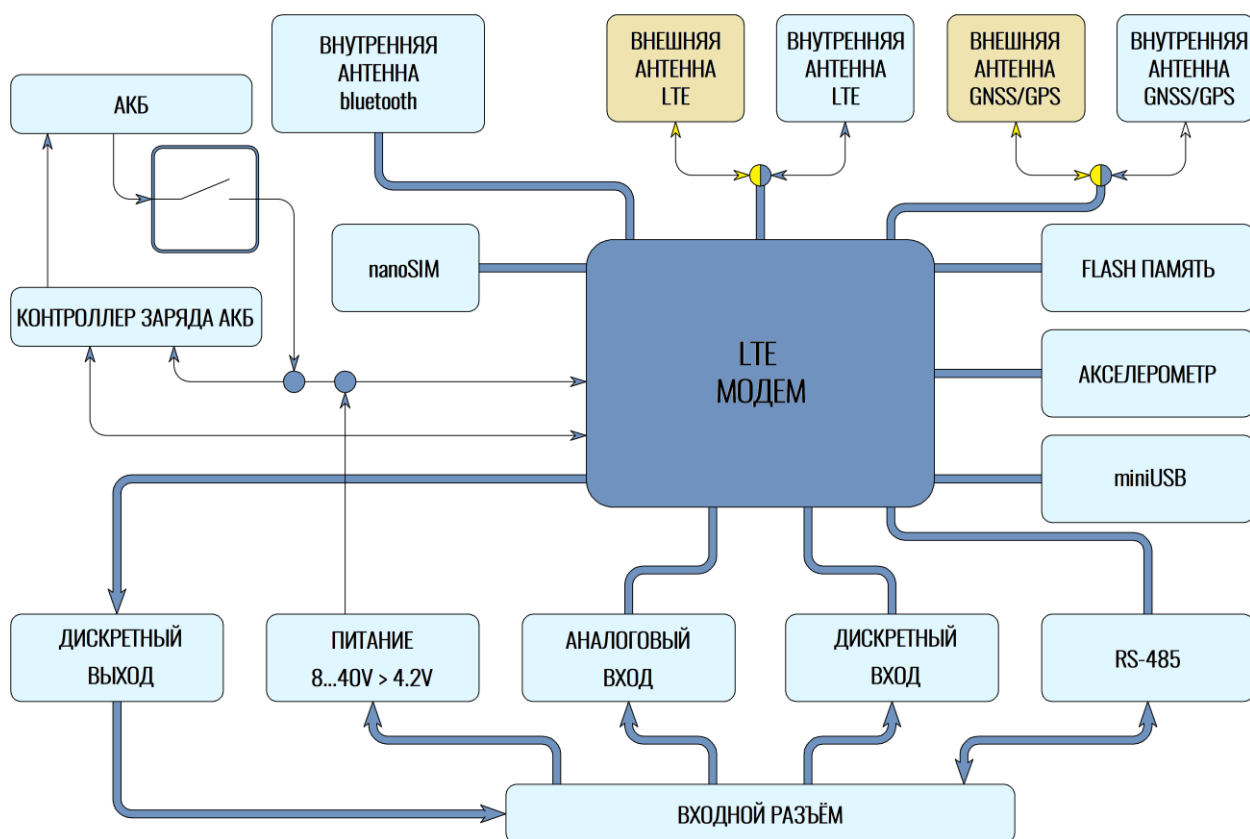 ВНУТРЕННЯЯ
АНТЕННА
bluetooth
ВНЕШНЯЯ
АНТЕННА
LTE
ВНУТРЕННЯЯ
АНТЕННА
LTE
ВНЕШНЯЯ
АНТЕННА
GNSS/GPS
ВНУТРЕННЯЯ
АНТЕННА
GNSS/GPS
АКБ
nanoSIM
FLASH ПАМЯТЬ
КОНТРОЛЛЕР ЗАРЯДА АКБ
LTE
МОДЕМ
АКСЕЛЕРОМЕТР
miniUSB
ДИСКРЕТНЫЙ
ВЫХОД
ПИТАНИЕ
8...40V > 4.2V
АНАЛОГОВЫЙ
ВХОД
ДИСКРЕТНЫЙ
ВХОД
RS-485
ВХОДНОЙ РАЗЪЁМ